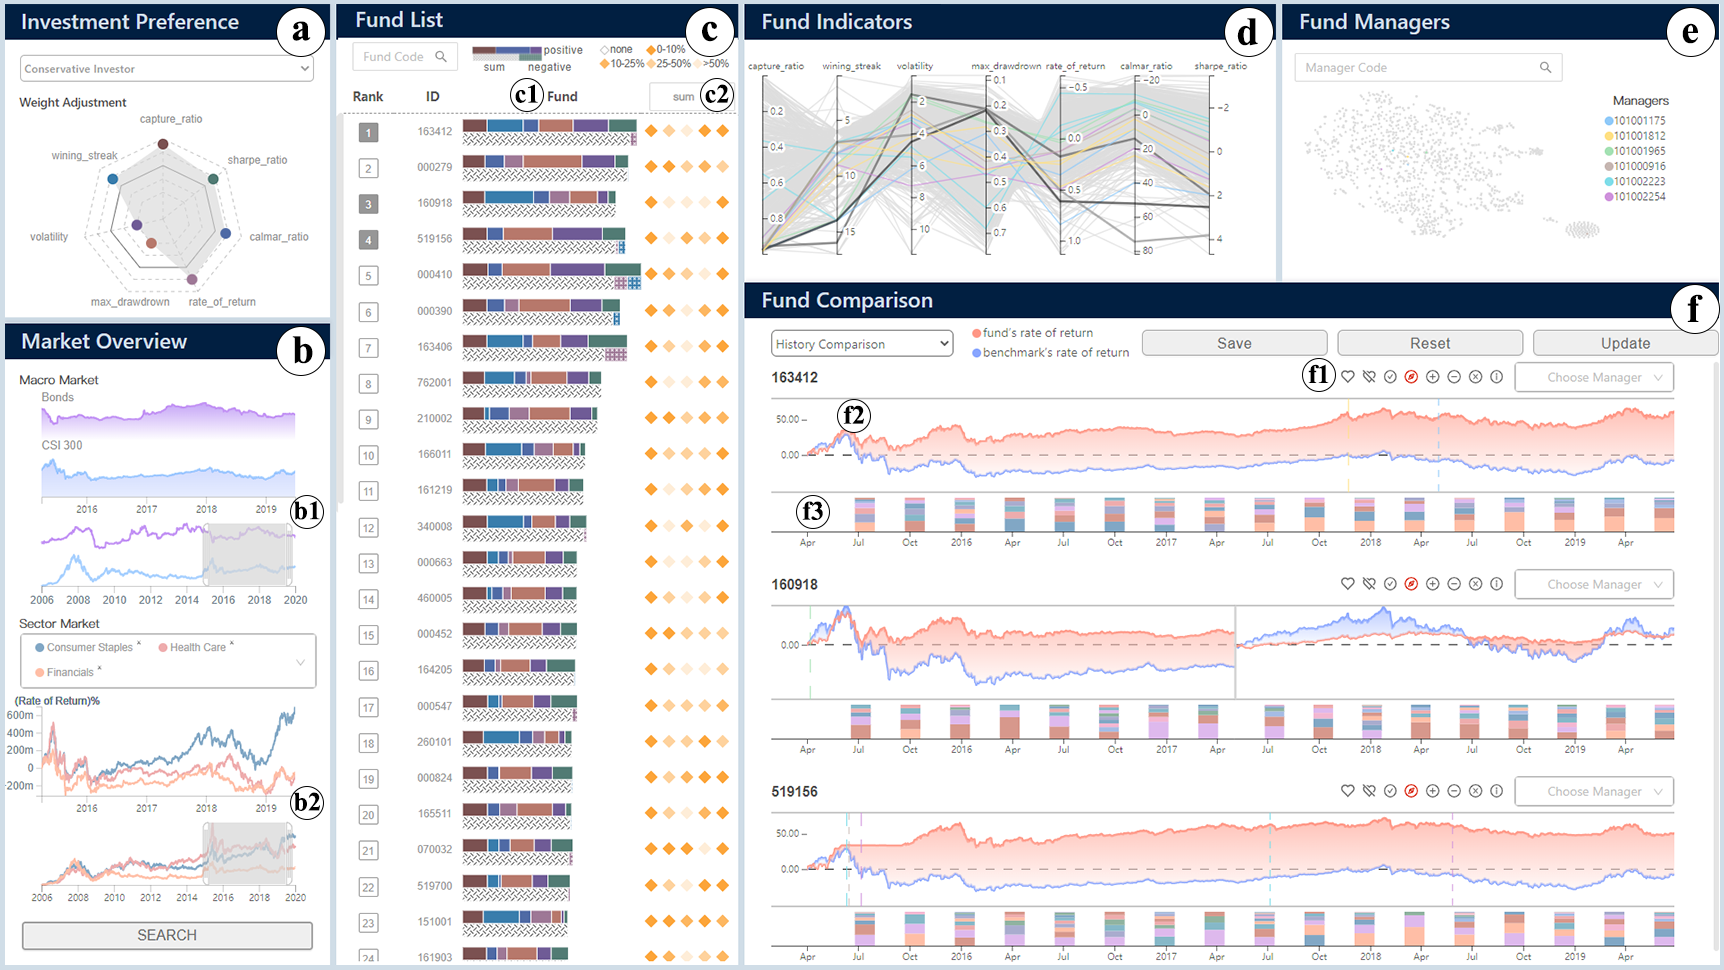 Investment Preference
a
Conservative Investor
Weight Adjustment
capture_ratio
wining_streak
sharpe_ratio
volatility
calmar_ratio
max_drawdrown
rate_of_return
Market Overview
b
Macro Market
Bonds
CSI 300
2016 2017 2018 2019
b1
2006 2008 2010 2012 2014 2016 2018 2020
Sector Market
Consumer Staples x
Health Care x
Financials x
(Rate of Return)%
600m
400m
200m
0
-200m
2016 2017 2018 2019
b2
2006 2008 2010 2012 2014 2016 2018 2020
SEARCH
Fund List
c
Fund Code
positive
sum
negative
none
0-10%
10-25%
25-50%
>50%
Rank
ID
c1
Fund
sum
c2
1 163412
2 000279
3 160918
4 519156
5 000410
6 000390
7 163406
8 762001
9 210002
10 166011
11 161219
12 340008
13 000663
14 460005
15 000452
16 164205
17 000547
18 260101
19 000824
20 165511
21 070032
22 519700
23 151001
24 161903
Fund Indicators
d
capture_ratio wining_streak volatility max_drawdrown rate_of_return calmar_ratio sharpe_ratio
0.2
0.4
0.6
0.8
5
10
15
2
4
6
8
10
0.1
0.2
0.3
0.4
0.5
0.6
0.7
-0.5
0.0
0.5
1.0
-20
0
20
40
60
80
-2
0
2
4
Fund Managers
e
Manager Code
Managers
101001175
101001812
101001965
101000916
101002223
101002254
Fund Comparison
f
History Comparison
fund's rate of return
benchmark's rate of return
Save
Reset
Update
163412
f1
Choose Manager
f2
50.00
0.00
f3
Apr Jul Oct 2016 Apr Jul Oct 2017 Apr Jul Oct 2018 Apr Jul Oct 2019 Apr
160918
Choose Manager
0.00
Apr Jul Oct 2016 Apr Jul Oct 2017 Apr Jul Oct 2018 Apr Jul Oct 2019 Apr
519156
Choose Manager
50.00
0.00
Apr Jul Oct 2016 Apr Jul Oct 2017 Apr Jul Oct 2018 Apr Jul Oct 2019 Apr